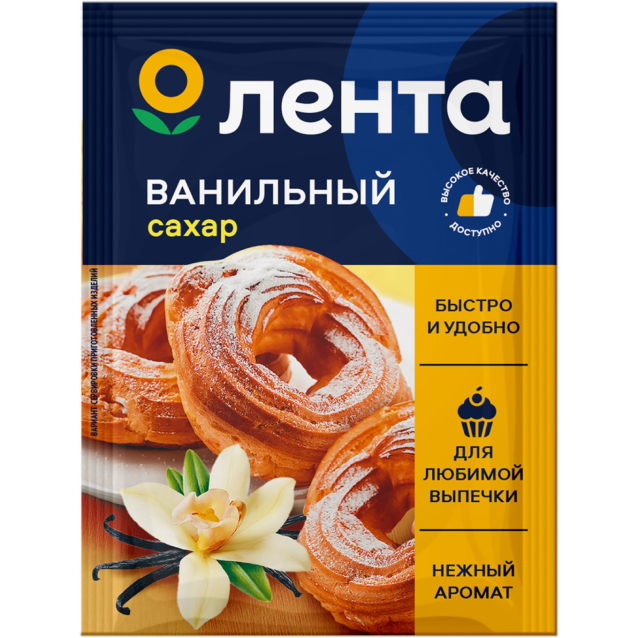 лента
ВАНИЛЬНЫЙ
сахар
ВЫСОКОЕ КАЧЕСТВО
• ДОСТУПНО •
БЫСТРО
И УДОБНО
ДЛЯ
ЛЮБИМОЙ
ВЫПЕЧКИ
НЕЖНЫЙ
АРОМАТ
ВАРИАНТ СЕРВИРОВКИ ПРИГОТОВЛЕННЫХ ИЗДЕЛИЙ